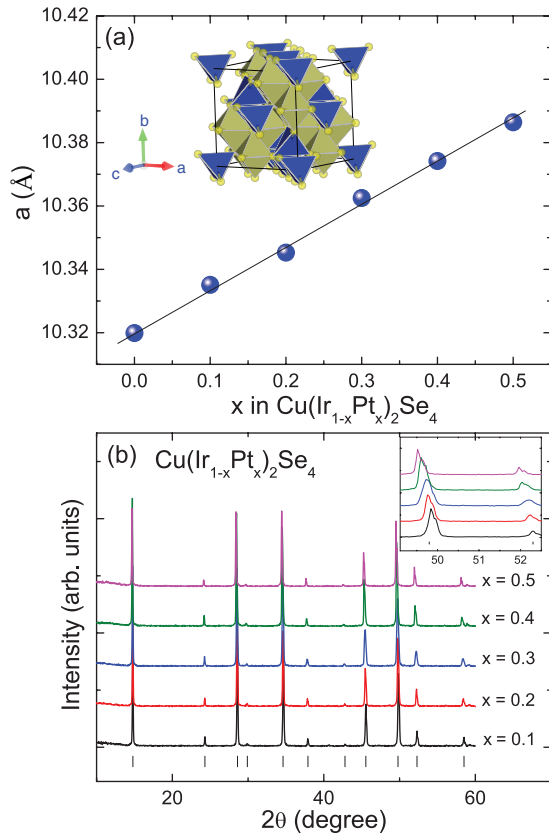 (a)
10.42
10.40
10.38
10.36
10.34
10.32
a (Å)
b
c
a
0.0 0.1 0.2 0.3 0.4 0.5
x in Cu(Ir₁₋ₓPtₓ)₂Se₄
(b) Cu(Ir₁₋ₓPtₓ)₂Se₄
50 51 52
x = 0.5
x = 0.4
x = 0.3
x = 0.2
x = 0.1
Intensity (arb. units)
20 40 60
2θ (degree)